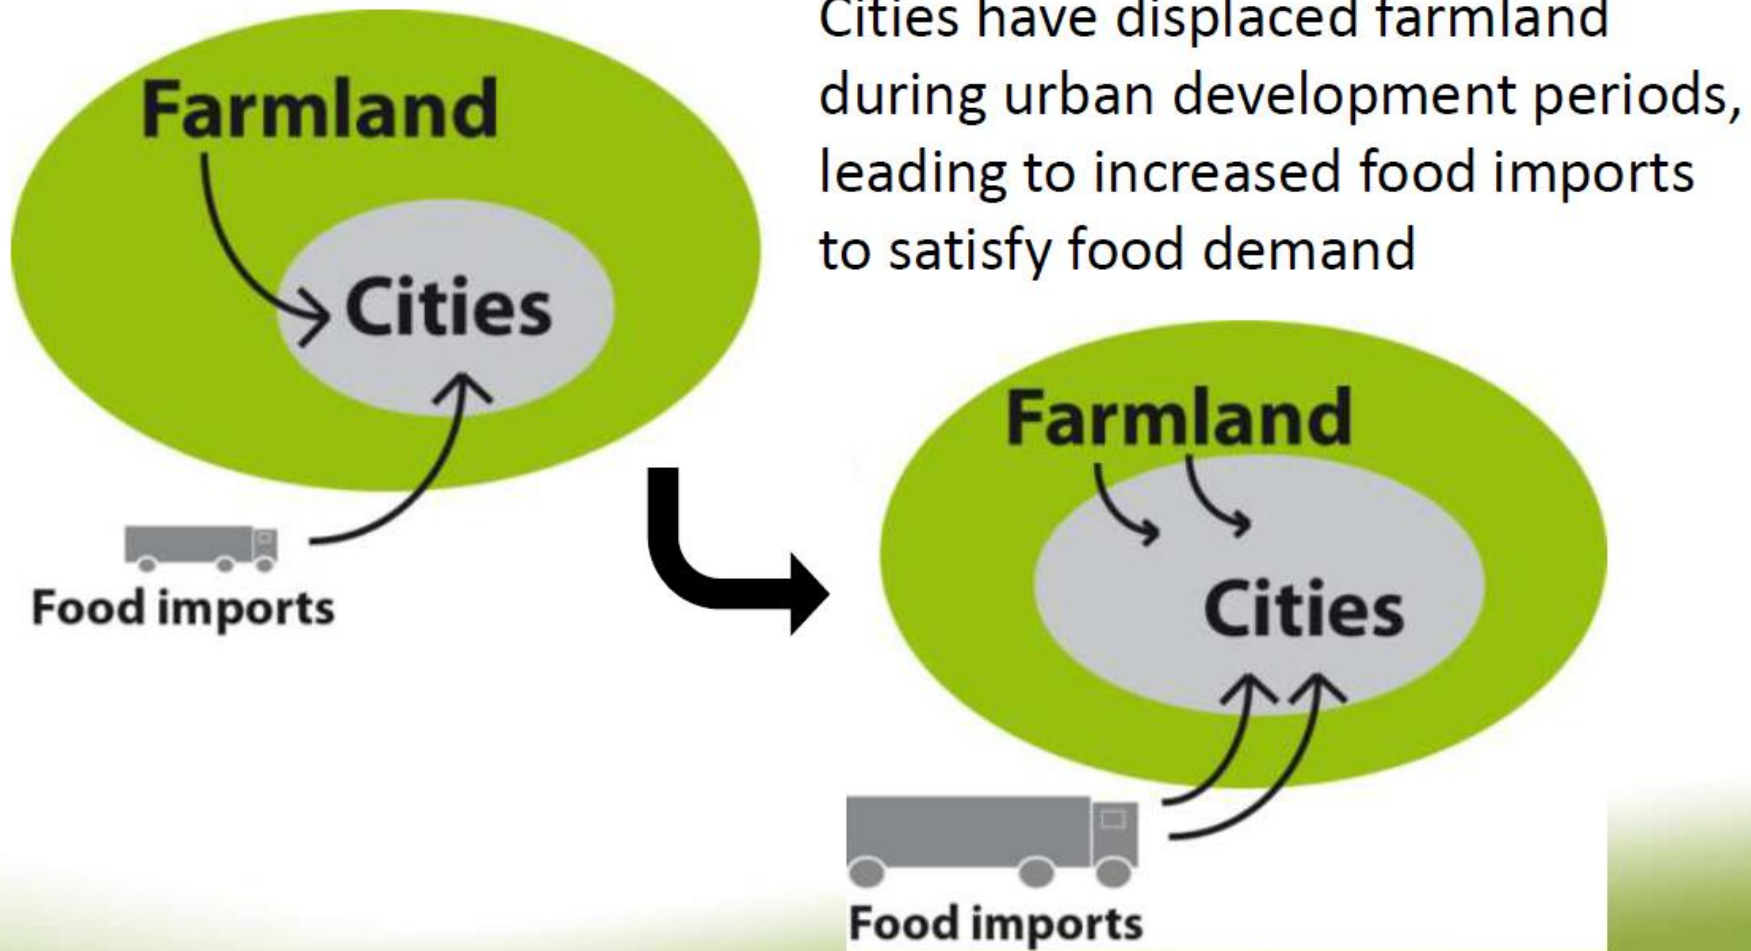 Cities have displaced farmland
during urban development periods,
leading to increased food imports
to satisfy food demand
Farmland
Cities
Food imports
Farmland
Cities
Food imports